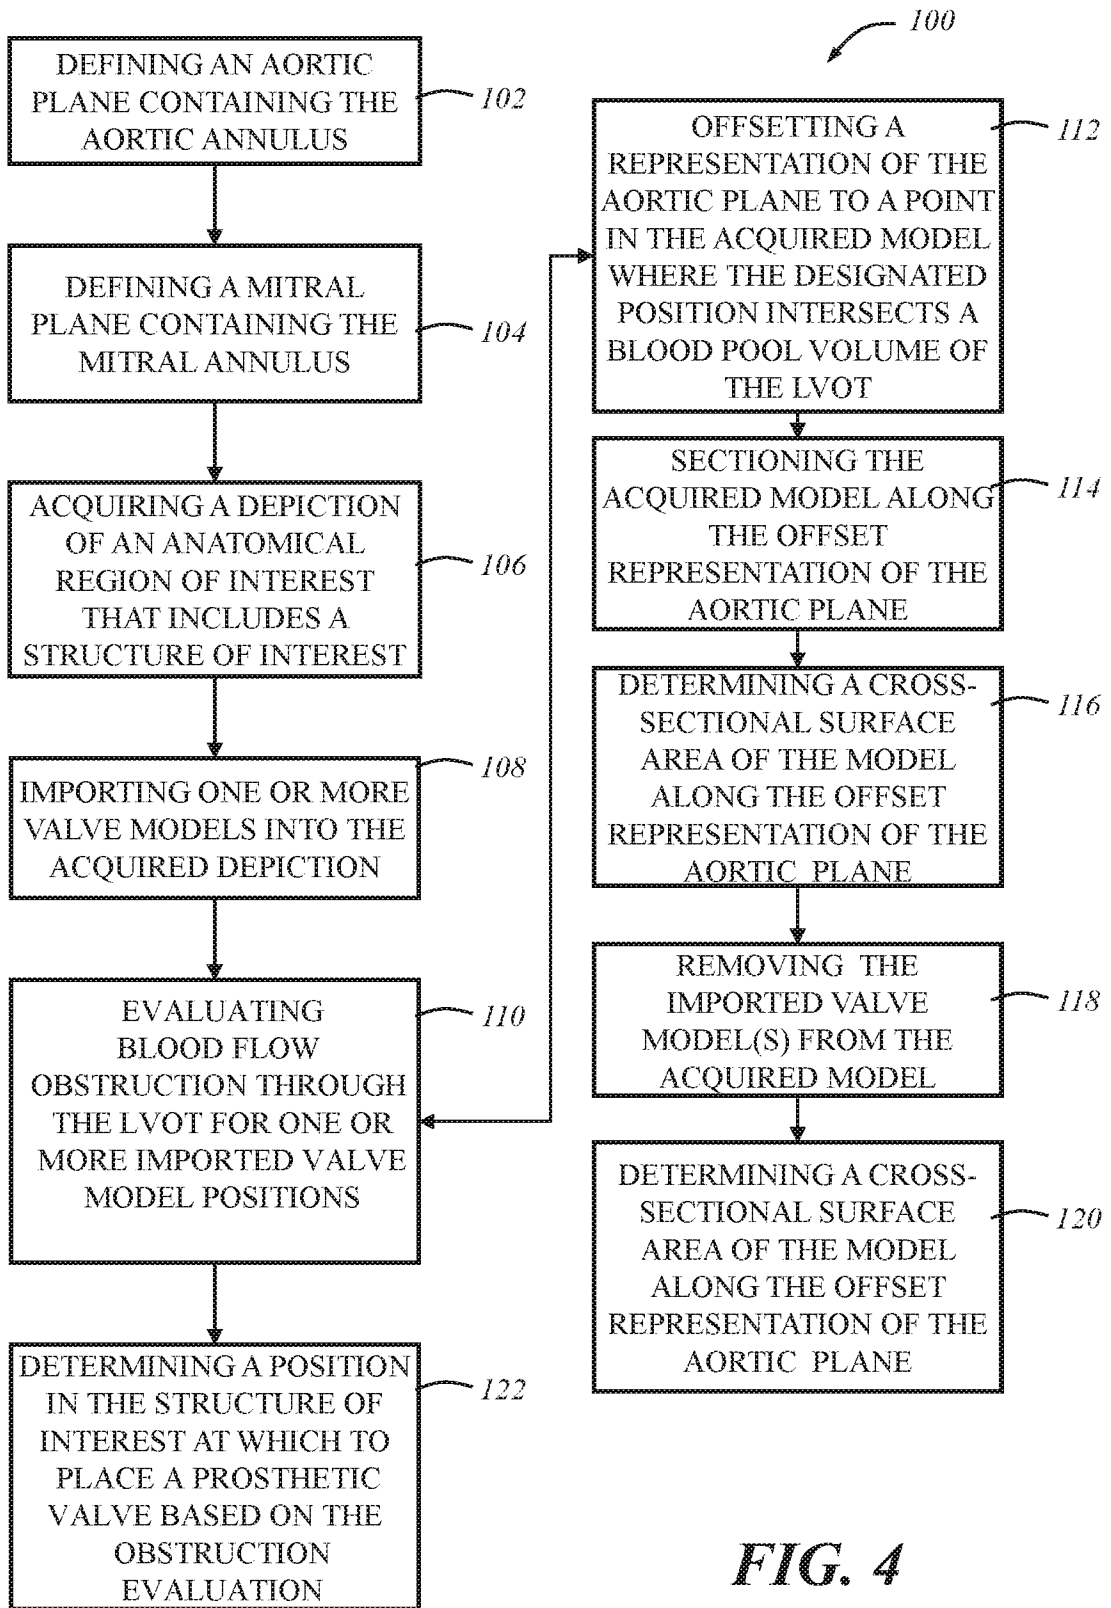 100
DEFINING AN AORTIC
PLANE CONTAINING THE
AORTIC ANNULUS
102
DEFINING A MITRAL
PLANE CONTAINING THE
MITRAL ANNULUS
104
ACQUIRING A DEPICTION
OF AN ANATOMICAL
REGION OF INTEREST
THAT INCLUDES A
STRUCTURE OF INTEREST
106
IMPORTING ONE OR MORE
VALVE MODELS INTO THE
ACQUIRED DEPICTION
108
EVALUATING
BLOOD FLOW
OBSTRUCTION THROUGH
THE LVOT FOR ONE OR
MORE IMPORTED VALVE
MODEL POSITIONS
110
DETERMINING A POSITION
IN THE STRUCTURE OF
INTEREST AT WHICH TO
PLACE A PROSTHETIC
VALVE BASED ON THE
OBSTRUCTION
EVALUATION
122
OFFSETTING A
REPRESENTATION OF THE
AORTIC PLANE TO A POINT
IN THE ACQUIRED MODEL
WHERE THE DESIGNATED
POSITION INTERSECTS A
BLOOD POOL VOLUME OF
THE LVOT
112
SECTIONING THE
ACQUIRED MODEL ALONG
THE OFFSET
REPRESENTATION OF THE
AORTIC PLANE
114
DETERMINING A CROSS-
SECTIONAL SURFACE
AREA OF THE MODEL
ALONG THE OFFSET
REPRESENTATION OF THE
AORTIC PLANE
116
REMOVING THE
IMPORTED VALVE
MODEL(S) FROM THE
ACQUIRED MODEL
118
DETERMINING A CROSS-
SECTIONAL SURFACE
AREA OF THE MODEL
ALONG THE OFFSET
REPRESENTATION OF THE
AORTIC PLANE
120
FIG. 4